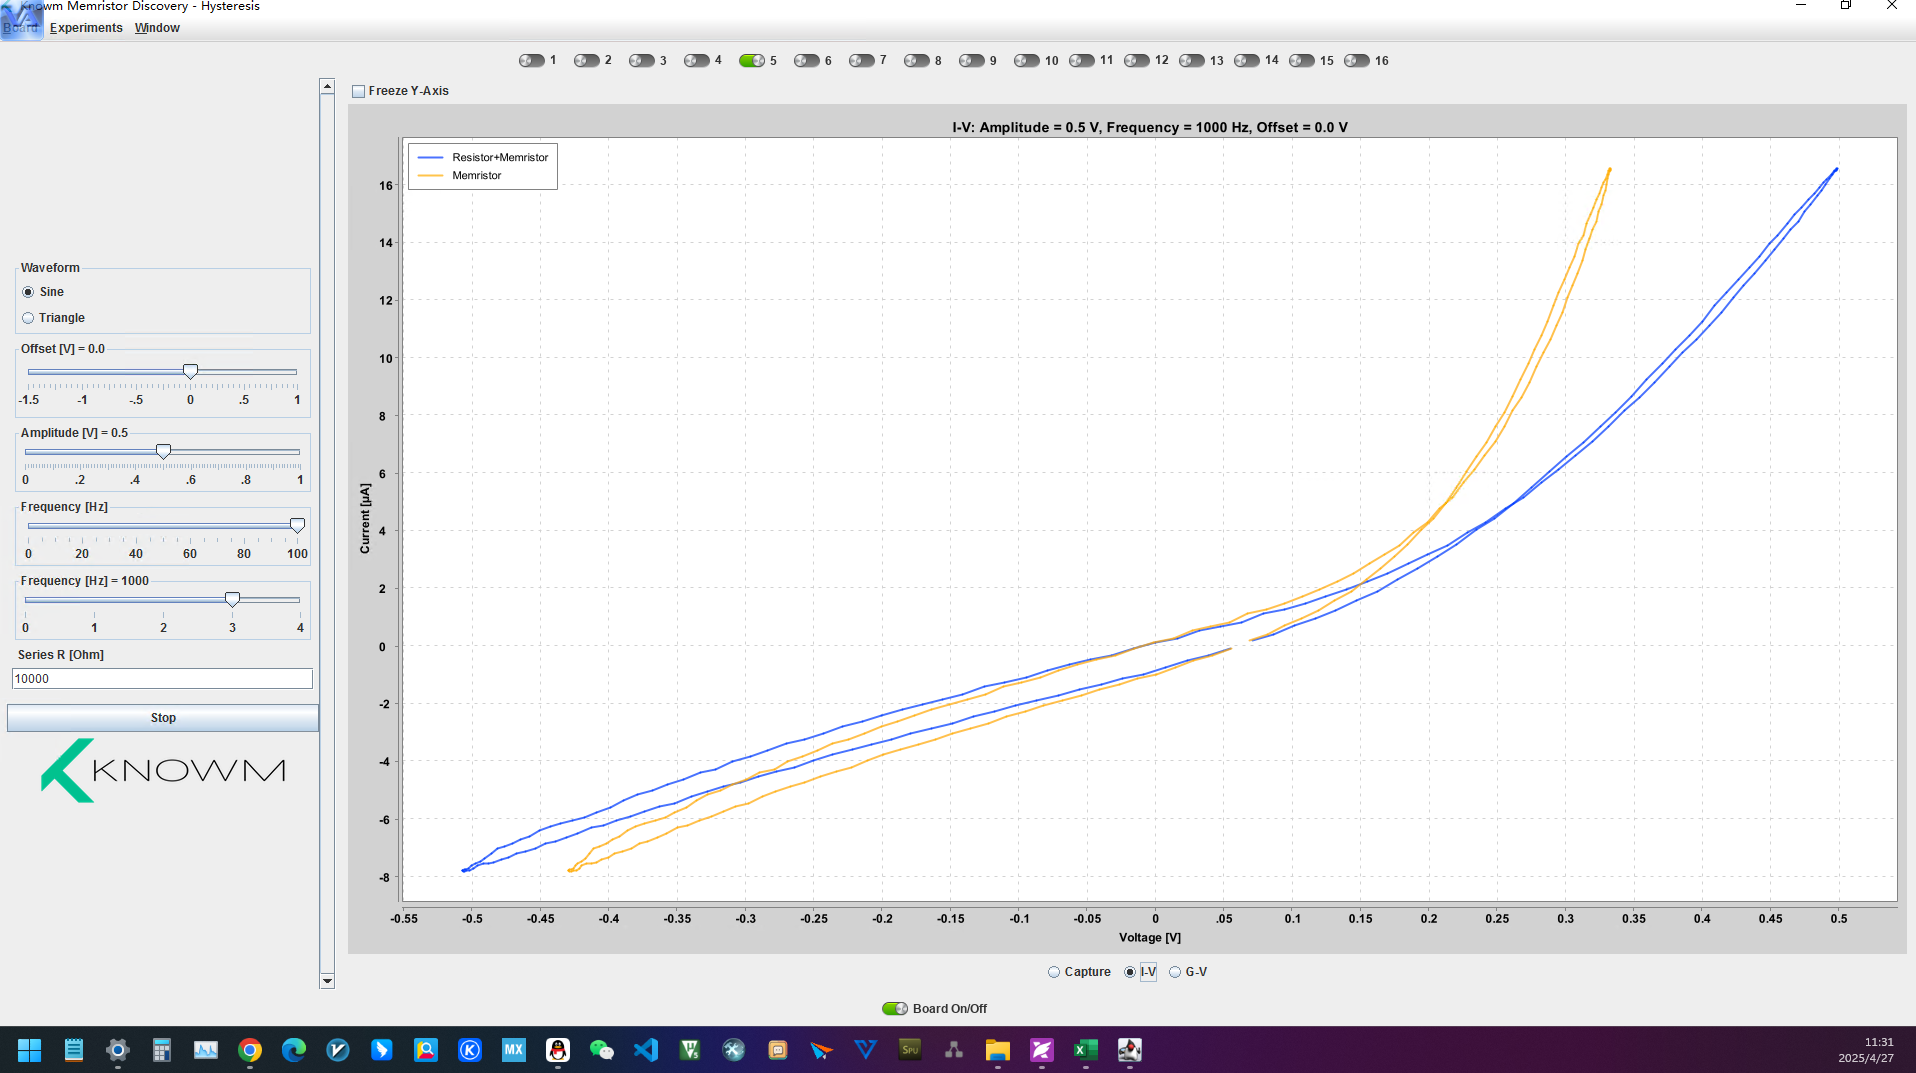 Knowm Memristor Discovery - Hysteresis
Board Experiments Window
1 2 3 4 5 6 7 8 9 10 11 12 13 14 15 16
Freeze Y-Axis
I-V: Amplitude = 0.5 V, Frequency = 1000 Hz, Offset = 0.0 V
Resistor+Memristor
Memristor
16
14
12
10
8
6
4
2
0
-2
-4
-6
-8
Current [µA]
-0.55 -0.5 -0.45 -0.4 -0.35 -0.3 -0.25 -0.2 -0.15 -0.1 -0.05 0 .05 0.1 0.15 0.2 0.25 0.3 0.35 0.4 0.45 0.5
Voltage [V]
Waveform
Sine
Triangle
Offset [V] = 0.0
-1.5 -1 -.5 0 .5 1
Amplitude [V] = 0.5
0 .2 .4 .6 .8 1
Frequency [Hz]
0 20 40 60 80 100
Frequency [Hz] = 1000
0 1 2 3 4
Series R [Ohm]
10000
Stop
KNOWM
Capture I-V G-V
Board On/Off
MX
SPU
11:31
2025/4/27